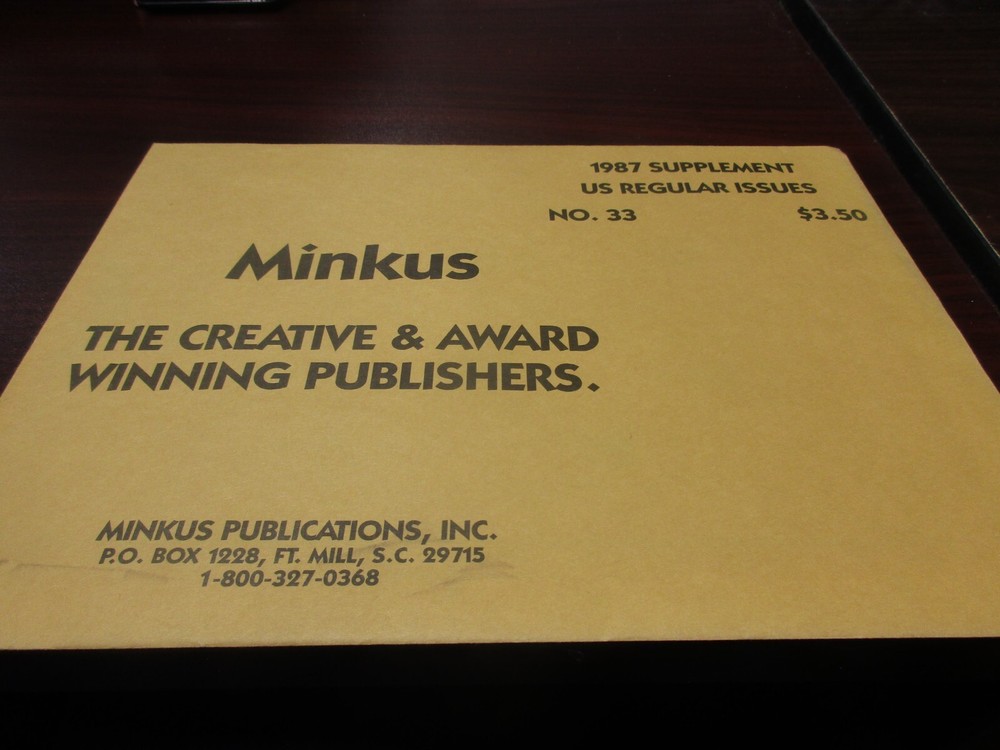 1987 SUPPLEMENT
US REGULAR ISSUES
NO. 33 $3.50
Minkus
THE CREATIVE & AWARD
WINNING PUBLISHERS.
MINKUS PUBLICATIONS, INC.
P.O. BOX 1228, FT. MILL, S.C. 29715
1-800-327-0368